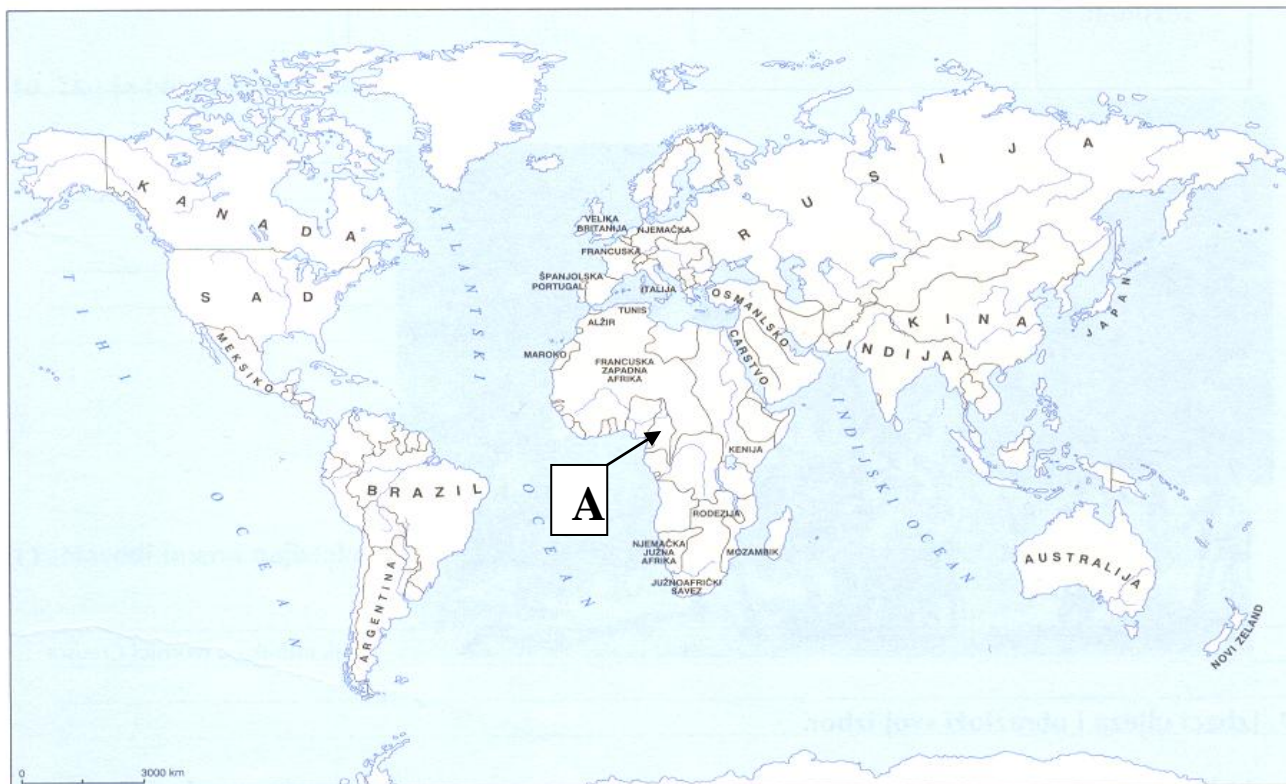 KANADA
SAD
MEKSIKO
BRAZIL
ARGENTINA
TIHI
OCEAN
ATLANTSKI
OCEAN
VELIKA
BRITANIJA
NJEMAČKA
FRANCUSKA
ŠPANJOLSKA
PORTUGAL
ITALIJA
RUSIJA
OSMANLSKO
CARSTVO
TUNIS
ALŽIR
MAROKO
FRANCUSKA
ZAPADNA
AFRIKA
A
KENIJA
RODEZIJA
NJEMAČKA
JUŽNA
AFRIKA
MOZAMBIK
JUŽNOAFRIČKI
SAVEZ
KINA
INDIJA
JAPAN
INDIJSKI OCEAN
AUSTRALIJA
NOVI ZELAND
0 3000 km